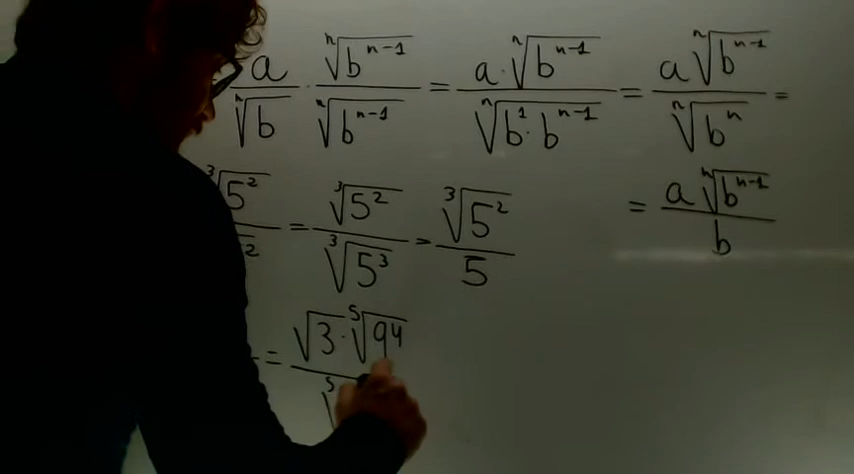 a/ⁿ√b · ⁿ√bⁿ⁻¹/ⁿ√bⁿ⁻¹ = a·ⁿ√bⁿ⁻¹/ⁿ√b¹·bⁿ⁻¹ = aⁿ√bⁿ⁻¹/ⁿ√bⁿ =
= aⁿ√bⁿ⁻¹/b
³√5² = ³√5²/³√5³ = ³√5²/5
= √3·⁵√9⁴/⁵√